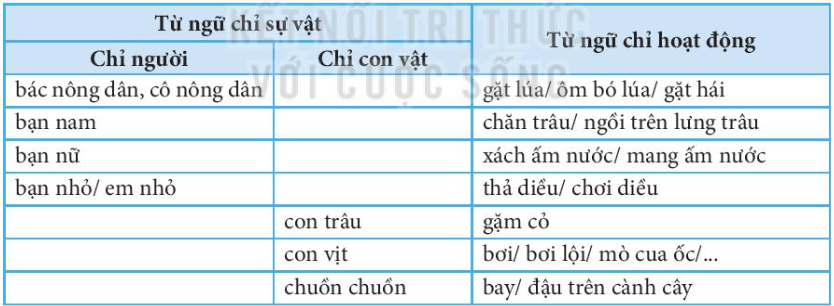 KẾT NỐI TRI THỨC
VỚI CUỘC SỐNG
Từ ngữ chỉ sự vật
Từ ngữ chỉ hoạt động
Chỉ người
Chỉ con vật
bác nông dân, cô nông dân
gặt lúa/ ôm bó lúa/ gặt hái
bạn nam
chăn trâu/ ngồi trên lưng trâu
bạn nữ
xách ấm nước/ mang ấm nước
bạn nhỏ/ em nhỏ
thả diều/ chơi diều
con trâu
gặm cỏ
con vịt
bơi/ bơi lội/ mò cua ốc/...
chuồn chuồn
bay/ đậu trên cành cây